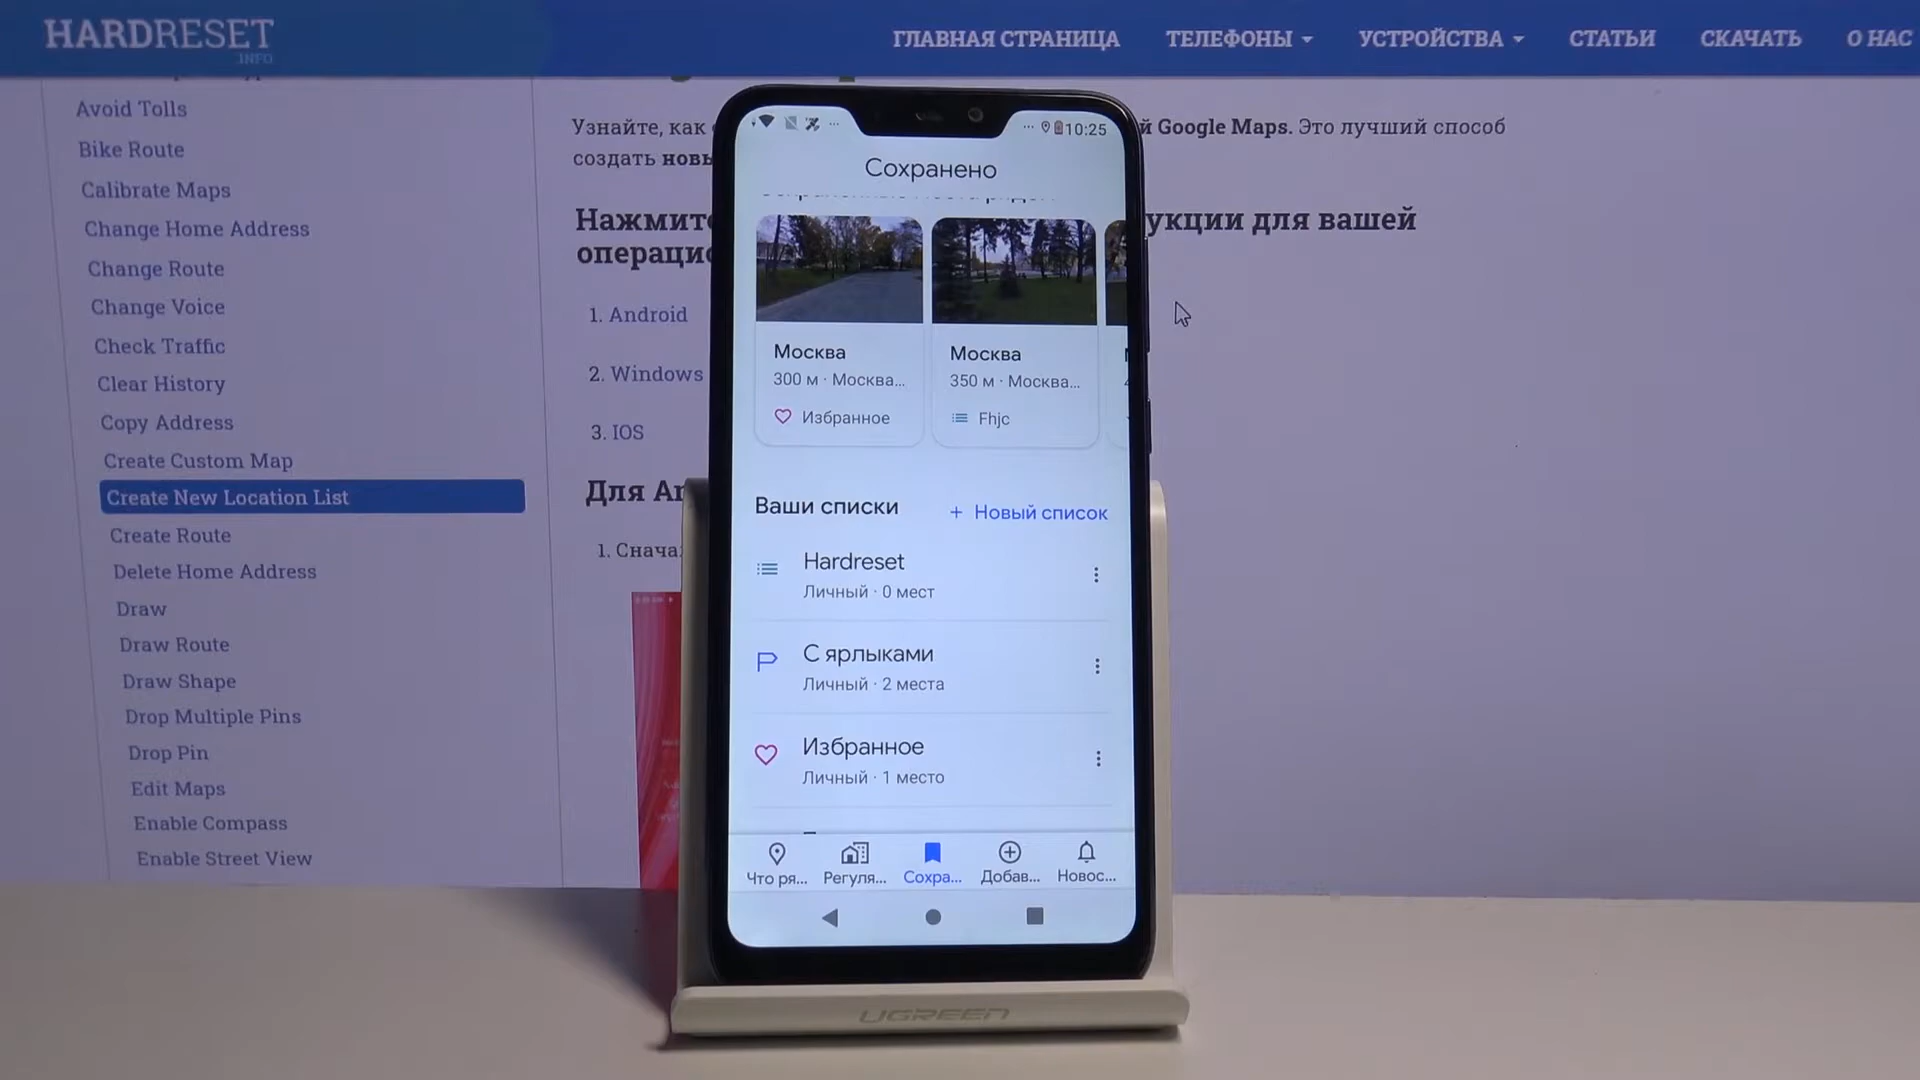 HARDRESET
.INFO
ГЛАВНАЯ СТРАНИЦА
ТЕЛЕФОНЫ
УСТРОЙСТВА
СТАТЬИ
СКАЧАТЬ
О НАС
Avoid Tolls
Bike Route
Calibrate Maps
Change Home Address
Change Route
Change Voice
Check Traffic
Clear History
Copy Address
Create Custom Map
Create New Location List
Create Route
Delete Home Address
Draw
Draw Route
Draw Shape
Drop Multiple Pins
Drop Pin
Edit Maps
Enable Compass
Enable Street View
Узнайте, как
й Google Maps. Это лучший способ
создать новы
Нажмите
укции для вашей
операцио
1. Android
2. Windows
3. IOS
Для An
1. Снача
10:25
Сохранено
Москва
300 м · Москва...
Избранное
Москва
350 м · Москва...
Fhjc
Ваши списки
+ Новый список
Hardreset
Личный · 0 мест
С ярлыками
Личный · 2 места
Избранное
Личный · 1 место
Что ря...
Регуля...
Сохра...
Добав...
Новос...
UGREEN